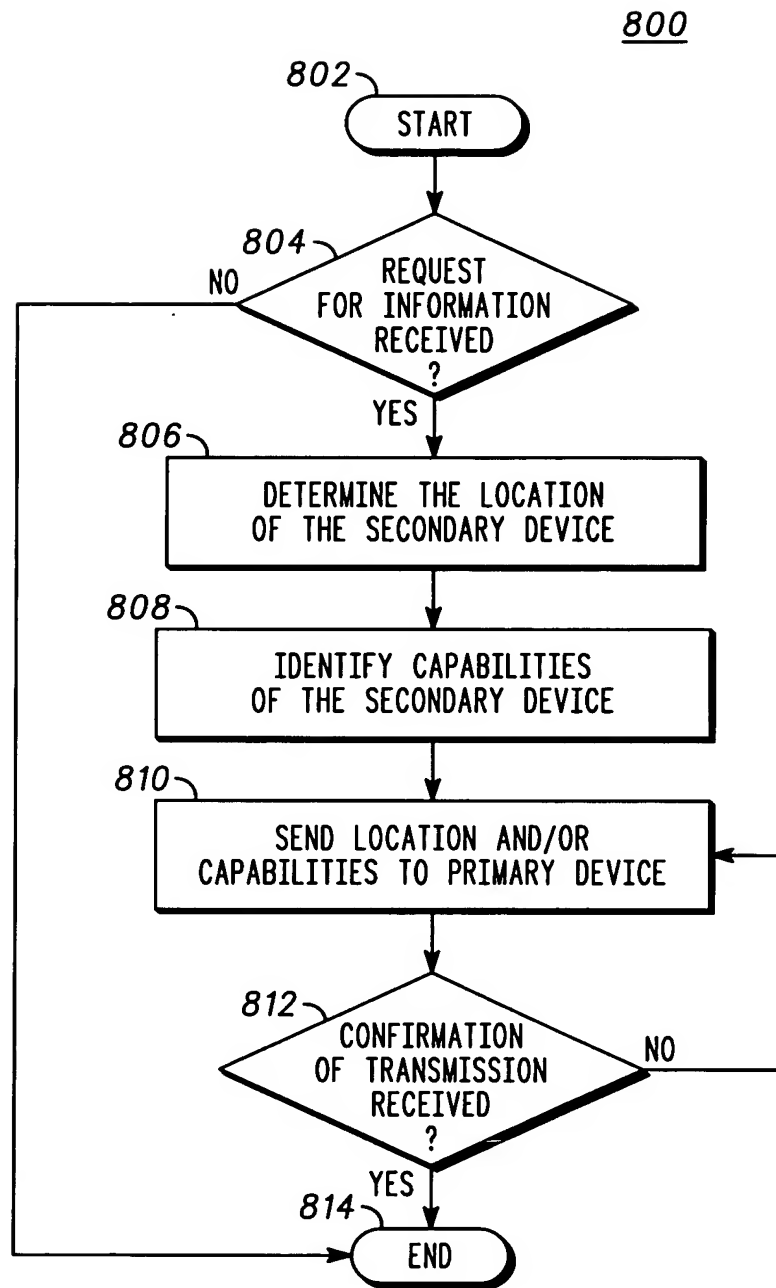 800
802
START
804
NO
REQUEST
FOR INFORMATION
RECEIVED
?
YES
806
DETERMINE THE LOCATION
OF THE SECONDARY DEVICE
808
IDENTIFY CAPABILITIES
OF THE SECONDARY DEVICE
810
SEND LOCATION AND/OR
CAPABILITIES TO PRIMARY DEVICE
812
CONFIRMATION
OF TRANSMISSION
RECEIVED
?
NO
YES
814
END